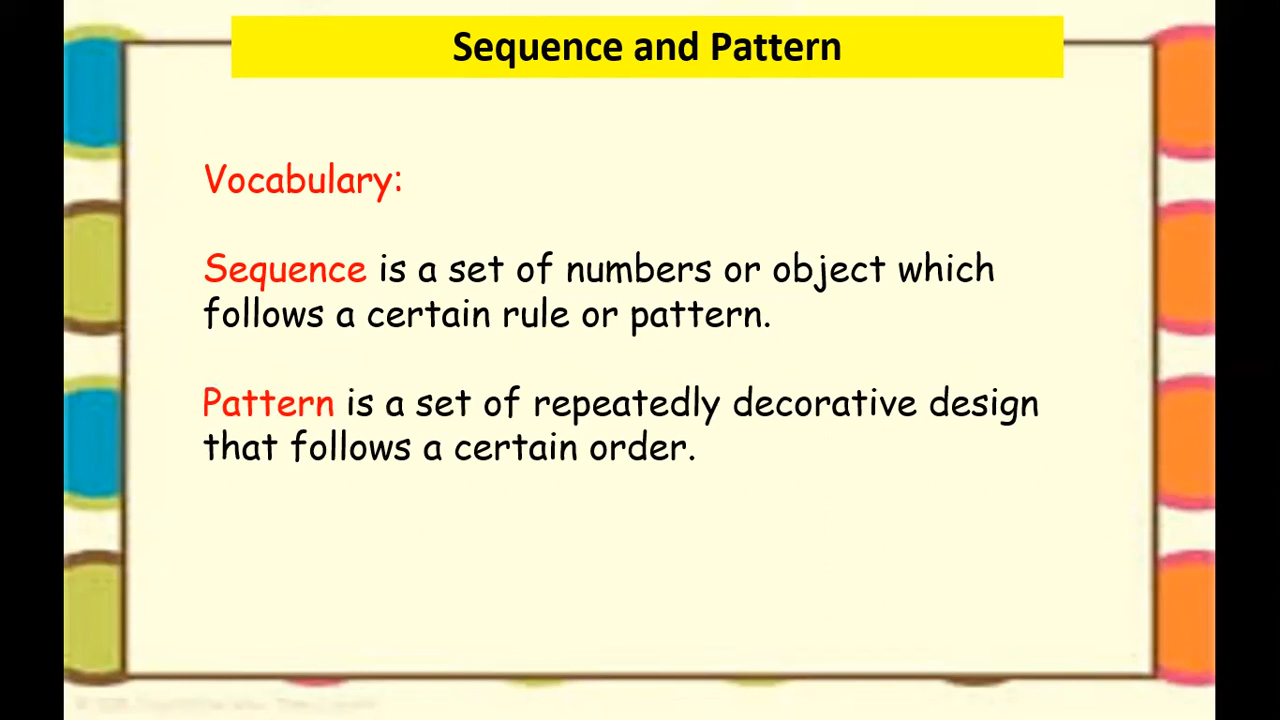 Sequence and Pattern
Vocabulary:
Sequence is a set of numbers or object which
follows a certain rule or pattern.
Pattern is a set of repeatedly decorative design
that follows a certain order.